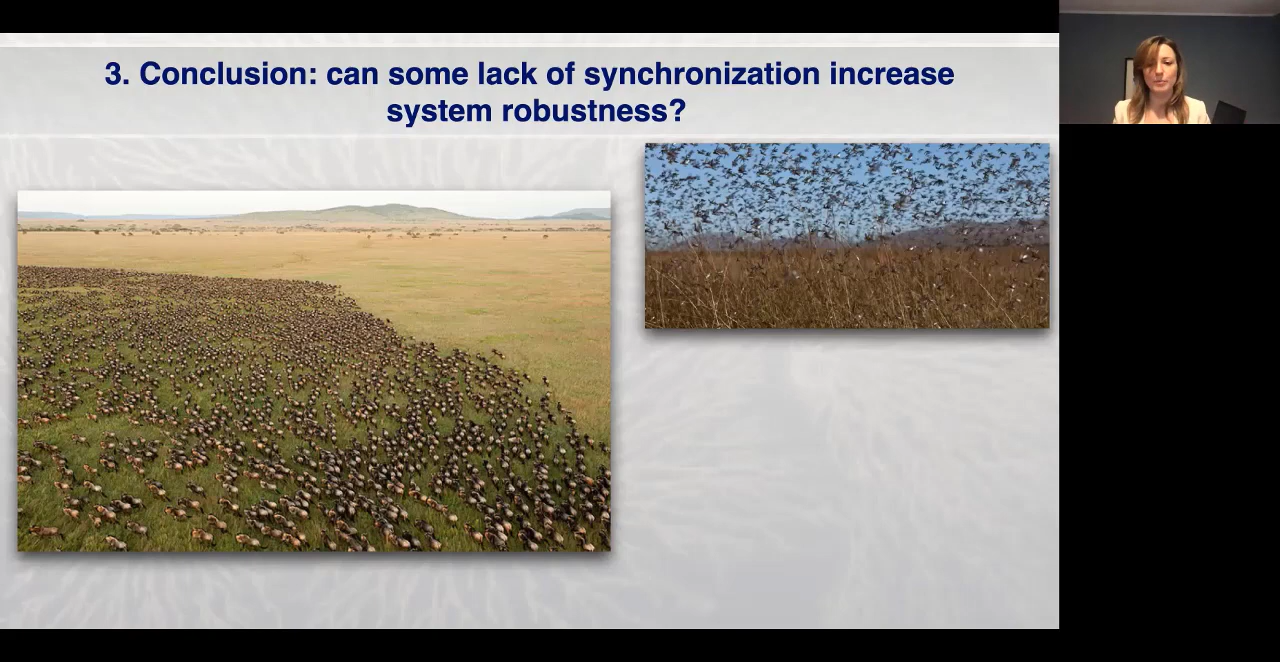 3. Conclusion: can some lack of synchronization increase
system robustness?